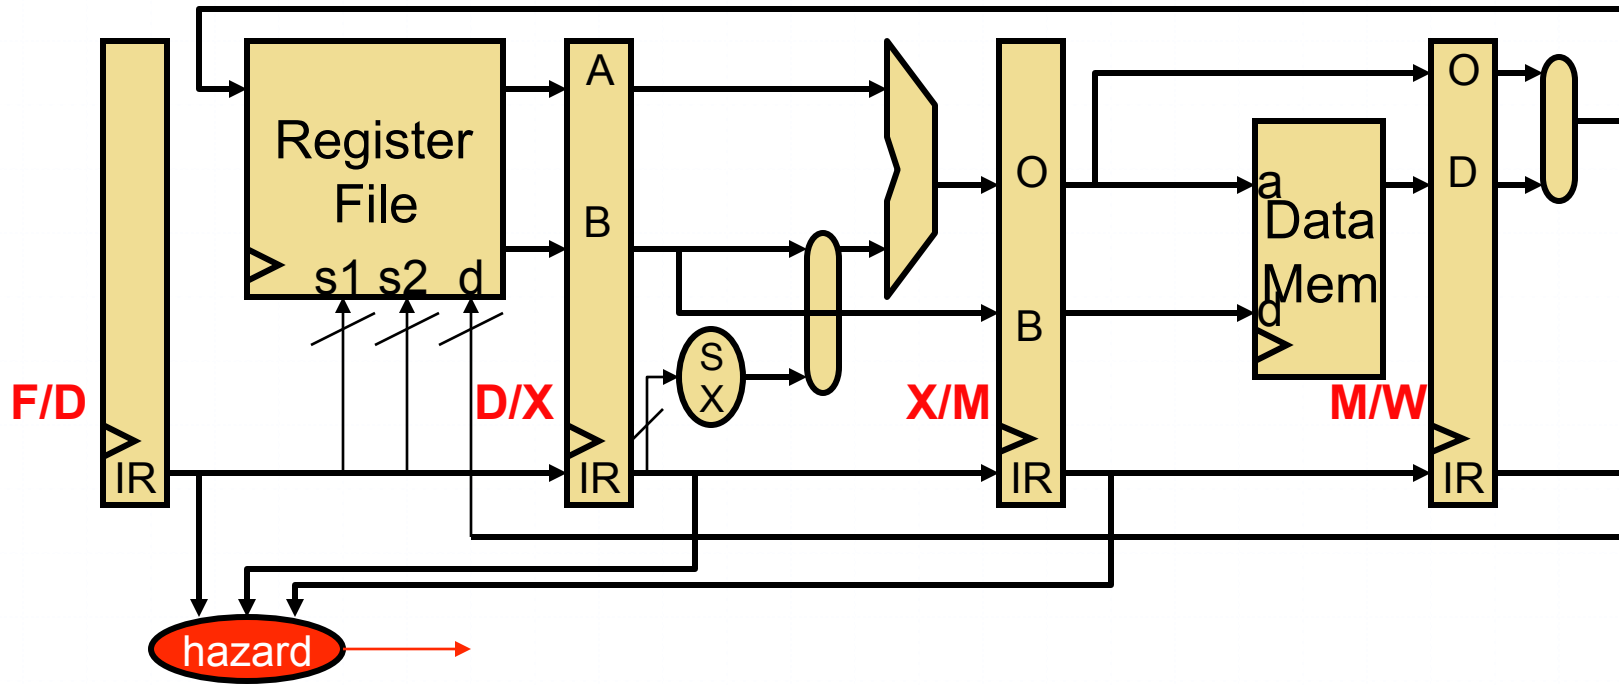 Register
File
s1 s2 d
F/D
IR
A
B
D/X
IR
S
X
O
B
X/M
IR
a
Data
Mem
d
M/W
O
D
IR
hazard